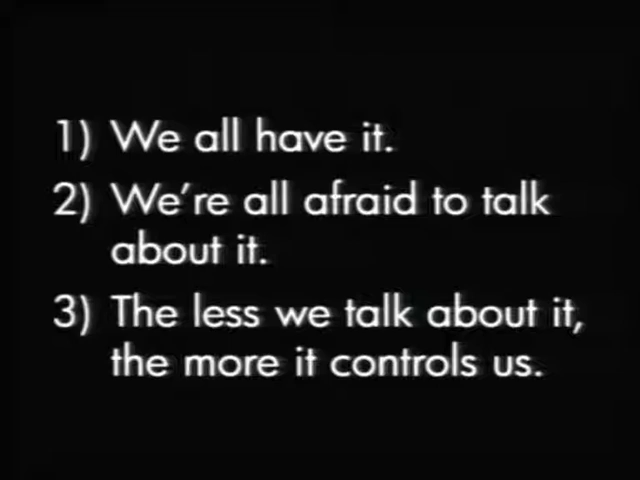 1) We all have it.
2) We're all afraid to talk
about it.
3) The less we talk about it,
the more it controls us.